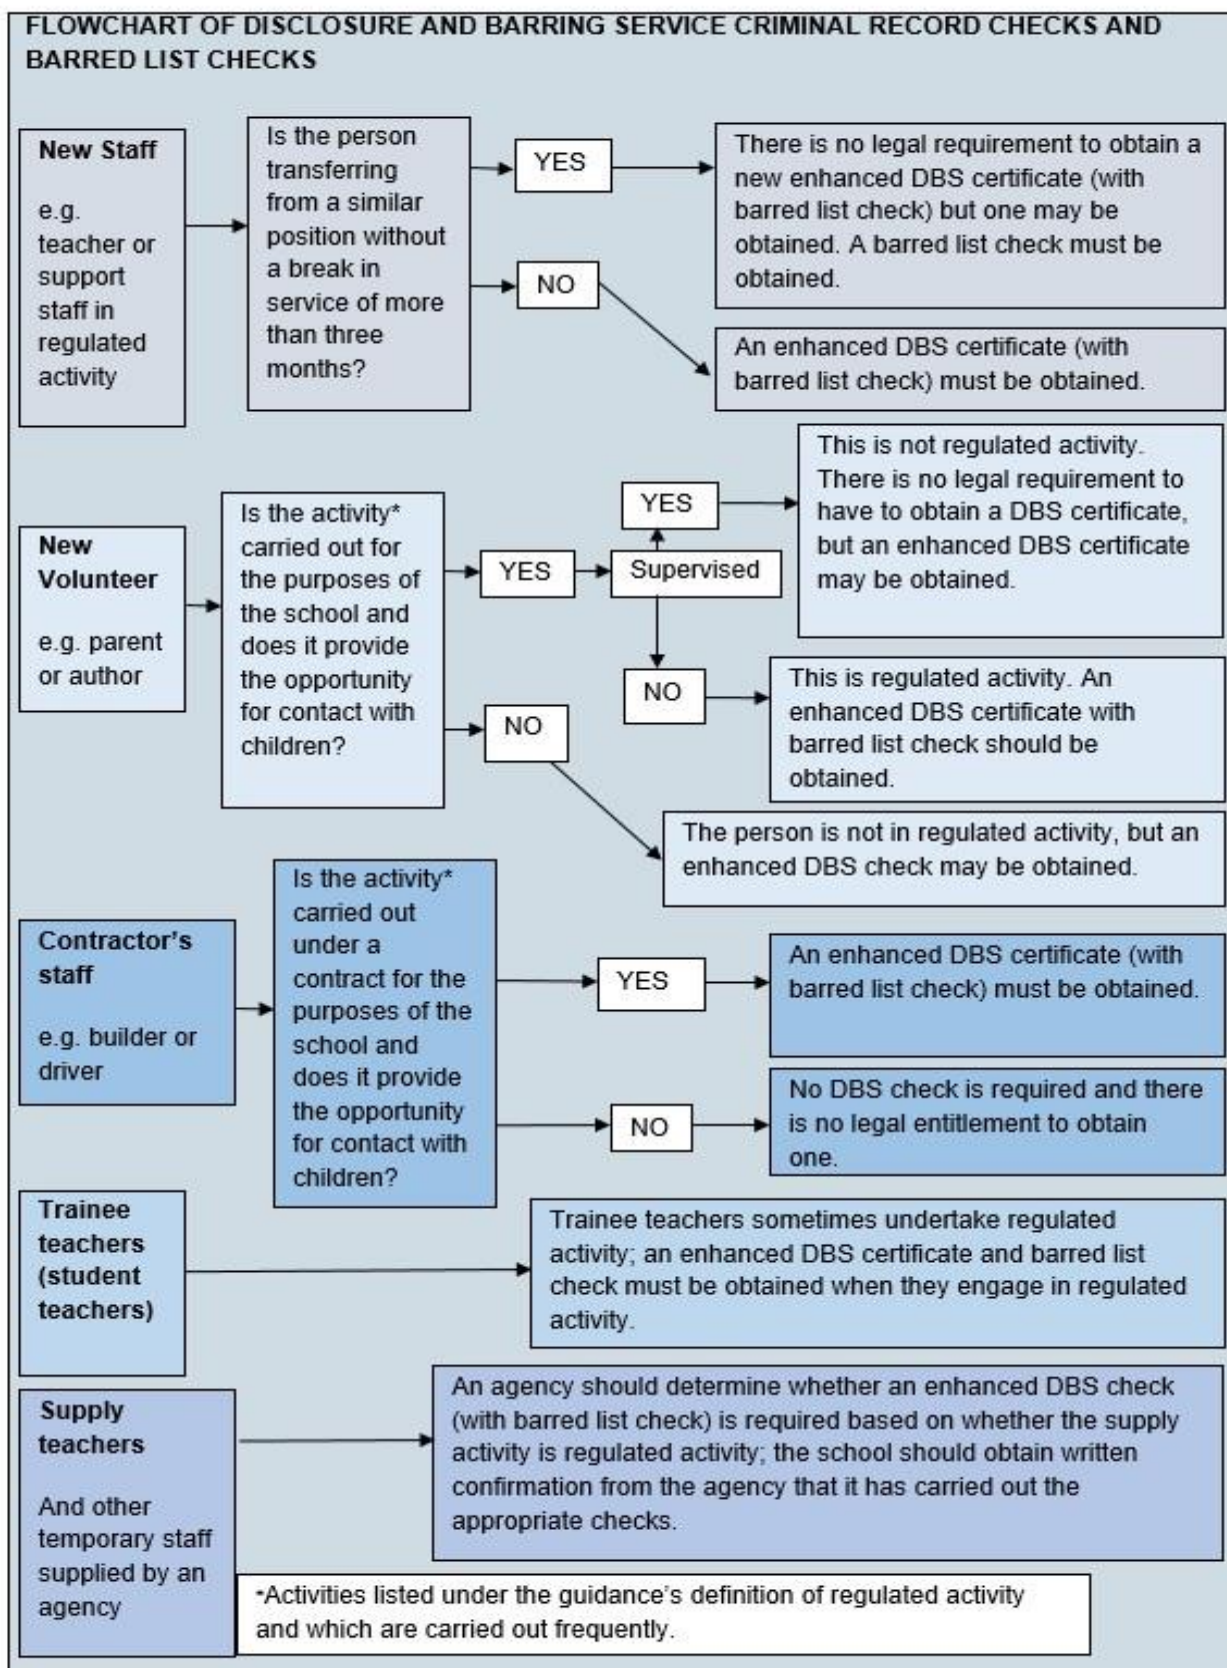 FLOWCHART OF DISCLOSURE AND BARRING SERVICE CRIMINAL RECORD CHECKS AND
BARRED LIST CHECKS
New Staff
e.g.
teacher or
support
staff in
regulated
activity
Is the person
transferring
from a similar
position without
a break in
service of more
than three
months?
YES
There is no legal requirement to obtain a
new enhanced DBS certificate (with
barred list check) but one may be
obtained. A barred list check must be
obtained.
NO
An enhanced DBS certificate (with
barred list check) must be obtained.
New
Volunteer
e.g. parent
or author
Is the activity*
carried out for
the purposes of
the school and
does it provide
the opportunity
for contact with
children?
YES
Supervised
YES
This is not regulated activity.
There is no legal requirement to
have to obtain a DBS certificate,
but an enhanced DBS certificate
may be obtained.
NO
This is regulated activity. An
enhanced DBS certificate with
barred list check should be
obtained.
NO
The person is not in regulated activity, but an
enhanced DBS check may be obtained.
Contractor's
staff
e.g. builder or
driver
Is the activity*
carried out
under a
contract for the
purposes of the
school and
does it provide
the opportunity
for contact with
children?
YES
An enhanced DBS certificate (with
barred list check) must be obtained.
NO
No DBS check is required and there
is no legal entitlement to obtain
one.
Trainee
teachers
(student
teachers)
Trainee teachers sometimes undertake regulated
activity; an enhanced DBS certificate and barred list
check must be obtained when they engage in regulated
activity.
Supply
teachers
And other
temporary staff
supplied by an
agency
An agency should determine whether an enhanced DBS check
(with barred list check) is required based on whether the supply
activity is regulated activity; the school should obtain written
confirmation from the agency that it has carried out the
appropriate checks.
*Activities listed under the guidance's definition of regulated activity
and which are carried out frequently.